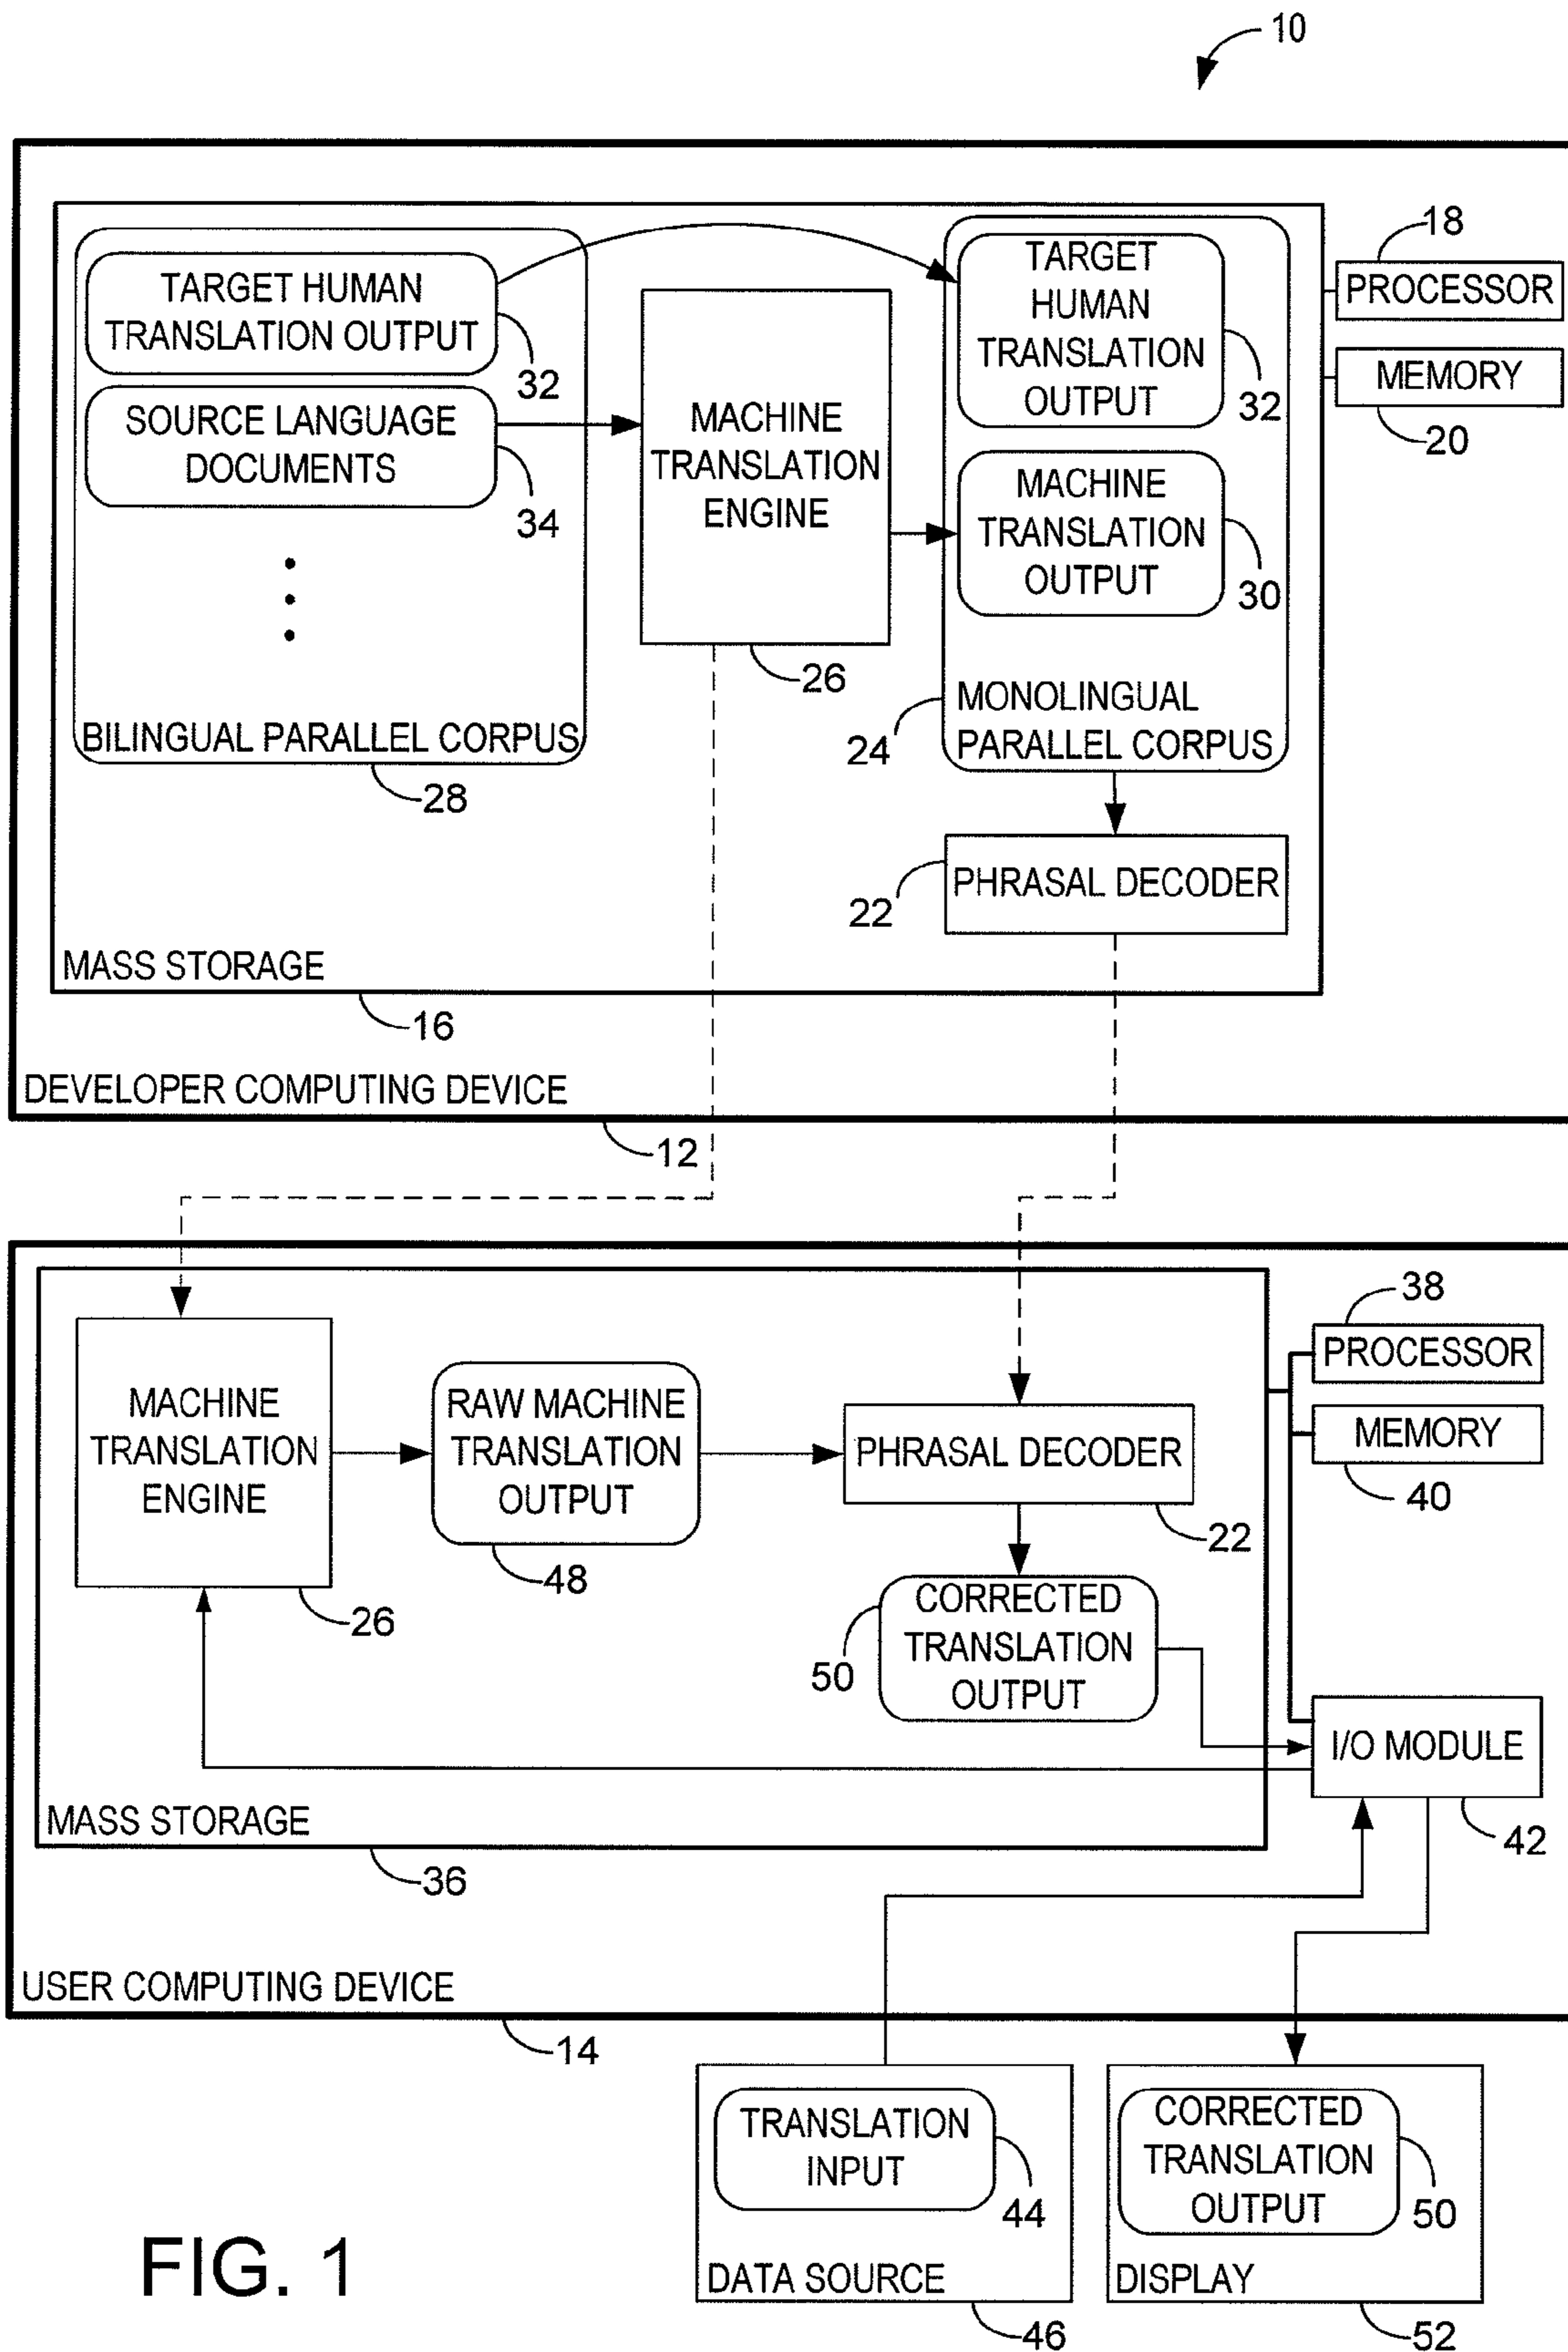 10
TARGET HUMAN
TRANSLATION OUTPUT
32
SOURCE LANGUAGE
DOCUMENTS
34
BILINGUAL PARALLEL CORPUS
28
MACHINE
TRANSLATION
ENGINE
26
TARGET
HUMAN
TRANSLATION
OUTPUT
32
MACHINE
TRANSLATION
OUTPUT
30
MONOLINGUAL
PARALLEL CORPUS
24
PHRASAL DECODER
22
MASS STORAGE
16
18
PROCESSOR
MEMORY
20
DEVELOPER COMPUTING DEVICE
12
MACHINE
TRANSLATION
ENGINE
26
RAW MACHINE
TRANSLATION
OUTPUT
48
PHRASAL DECODER
22
CORRECTED
TRANSLATION
OUTPUT
50
38
PROCESSOR
MEMORY
40
I/O MODULE
42
MASS STORAGE
36
USER COMPUTING DEVICE
14
TRANSLATION
INPUT
44
DATA SOURCE
46
CORRECTED
TRANSLATION
OUTPUT
50
DISPLAY
52
FIG. 1